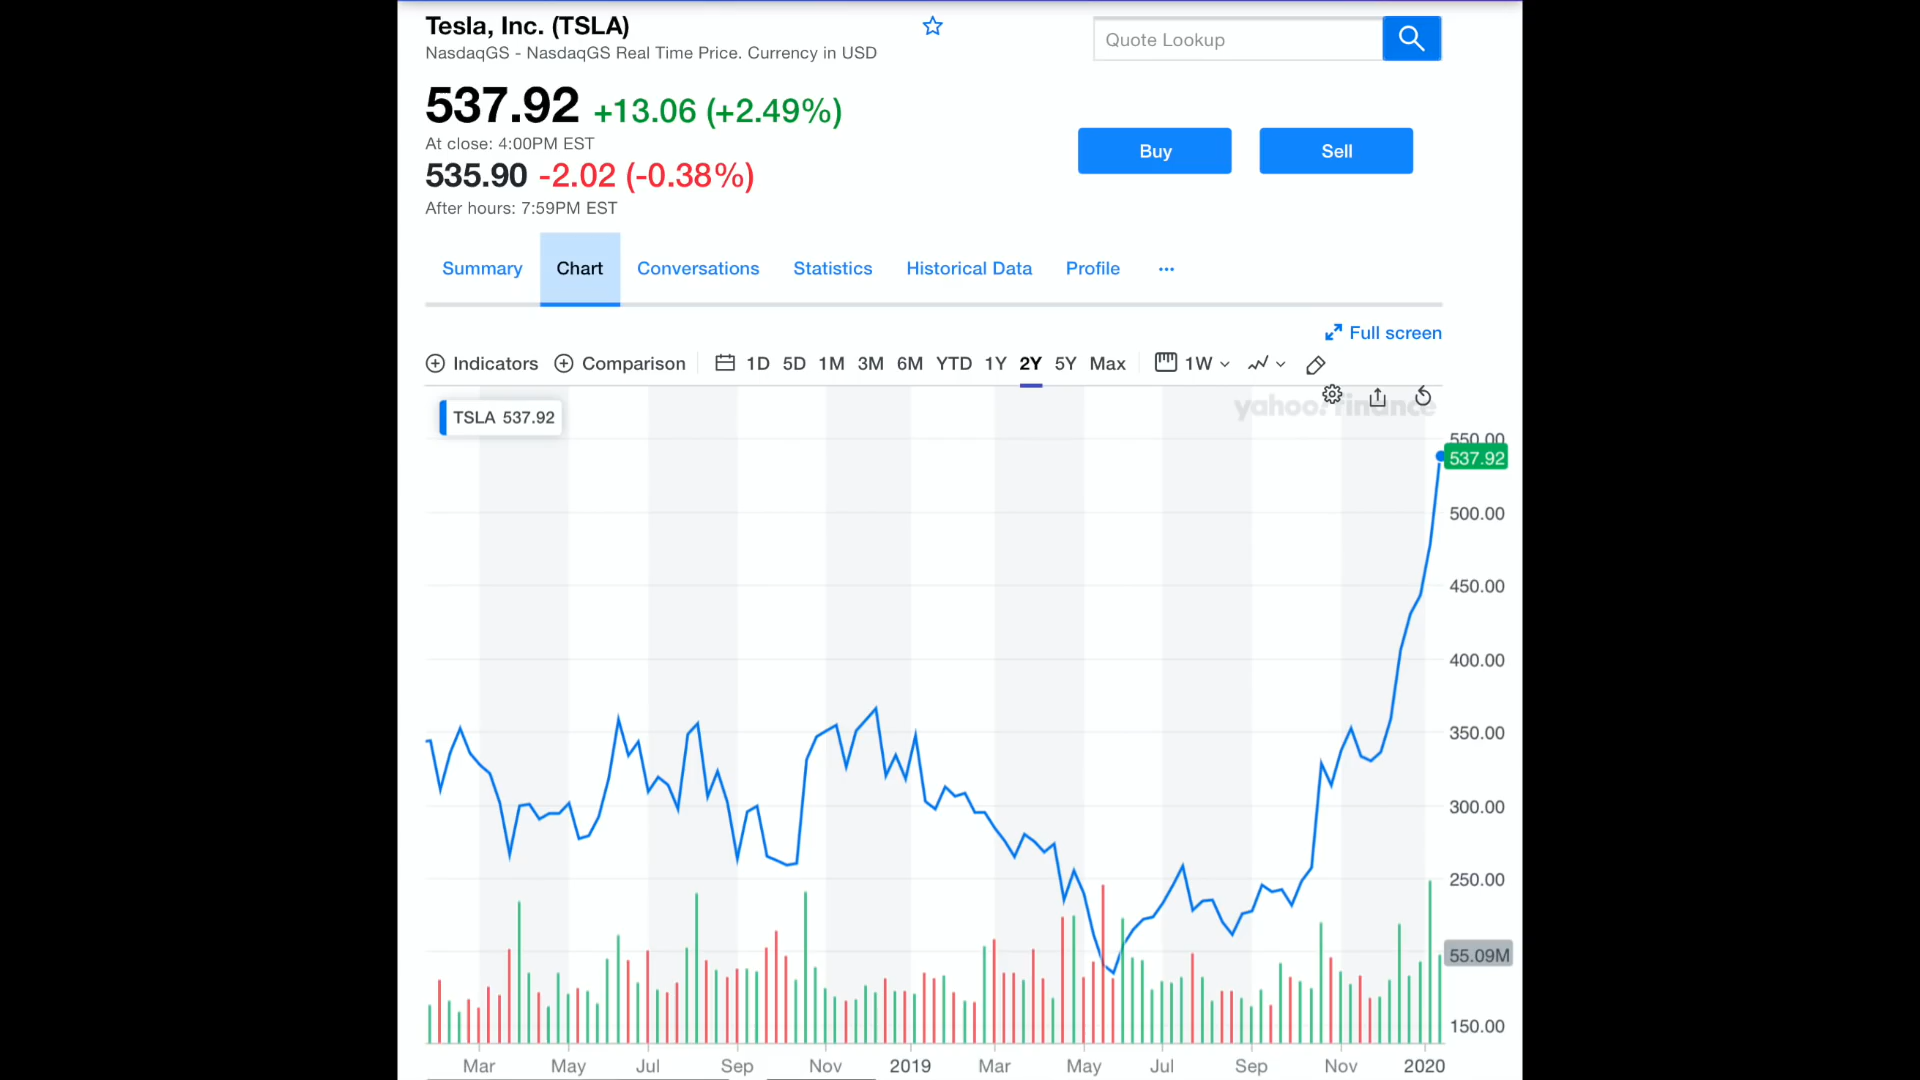 Tesla, Inc. (TSLA)
NasdaqGS - NasdaqGS Real Time Price. Currency in USD
Quote Lookup
537.92 +13.06 (+2.49%)
At close: 4:00PM EST
535.90 -2.02 (-0.38%)
After hours: 7:59PM EST
Buy
Sell
Summary Chart Conversations Statistics Historical Data Profile ···
Full screen
Indicators Comparison 1D 5D 1M 3M 6M YTD 1Y 2Y 5Y Max 1W
yahoo! finance
TSLA 537.92
550.00
537.92
500.00
450.00
400.00
350.00
300.00
250.00
55.09M
150.00
Mar May Jul Sep Nov 2019 Mar May Jul Sep Nov 2020